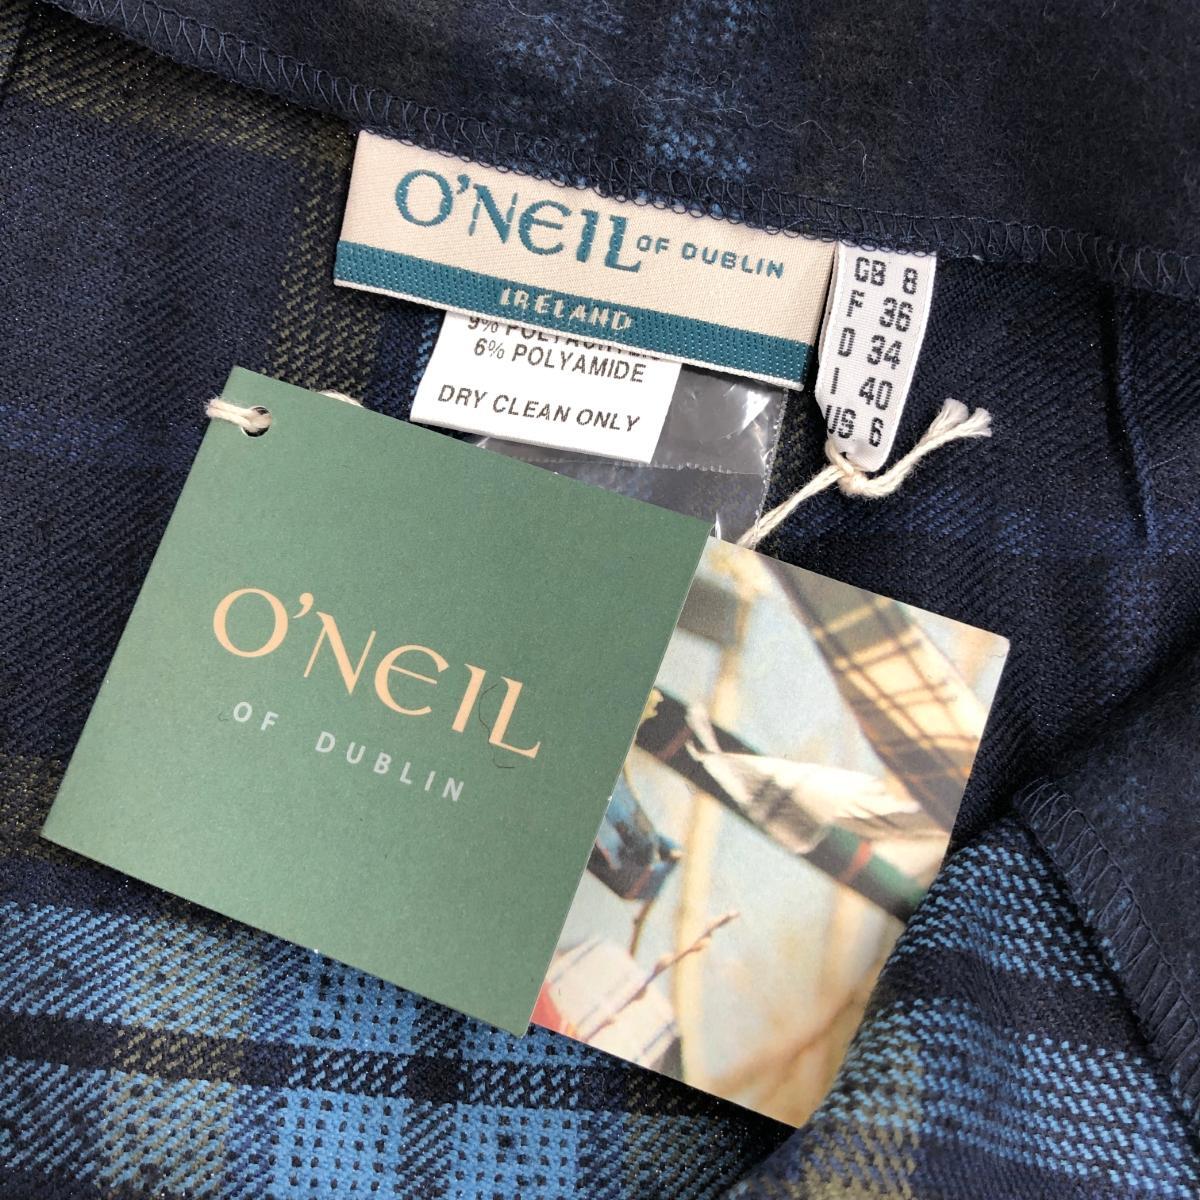 O'NEIL OF DUBLIN
IRELAND
GB 8
F 36
D 34
I 40
US 6
6% POLYAMIDE
DRY CLEAN ONLY
O'NEIL
OF DUBLIN